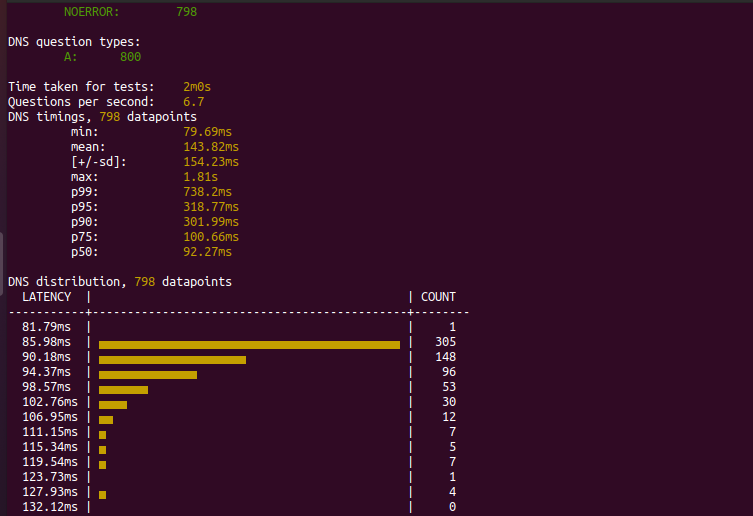 NOERROR: 798
DNS question types:
A: 800
Time taken for tests: 2m0s
Questions per second: 6.7
DNS timings, 798 datapoints
min: 79.69ms
mean: 143.82ms
[+/-sd]: 154.23ms
max: 1.81s
p99: 738.2ms
p95: 318.77ms
p90: 301.99ms
p75: 100.66ms
p50: 92.27ms
DNS distribution, 798 datapoints
LATENCY | | COUNT
-----------+---------------------------------------------+--------
81.79ms | | 1
85.98ms | | 305
90.18ms | | 148
94.37ms | | 96
98.57ms | | 53
102.76ms | | 30
106.95ms | | 12
111.15ms | | 7
115.34ms | | 5
119.54ms | | 7
123.73ms | | 1
127.93ms | | 4
132.12ms | | 0